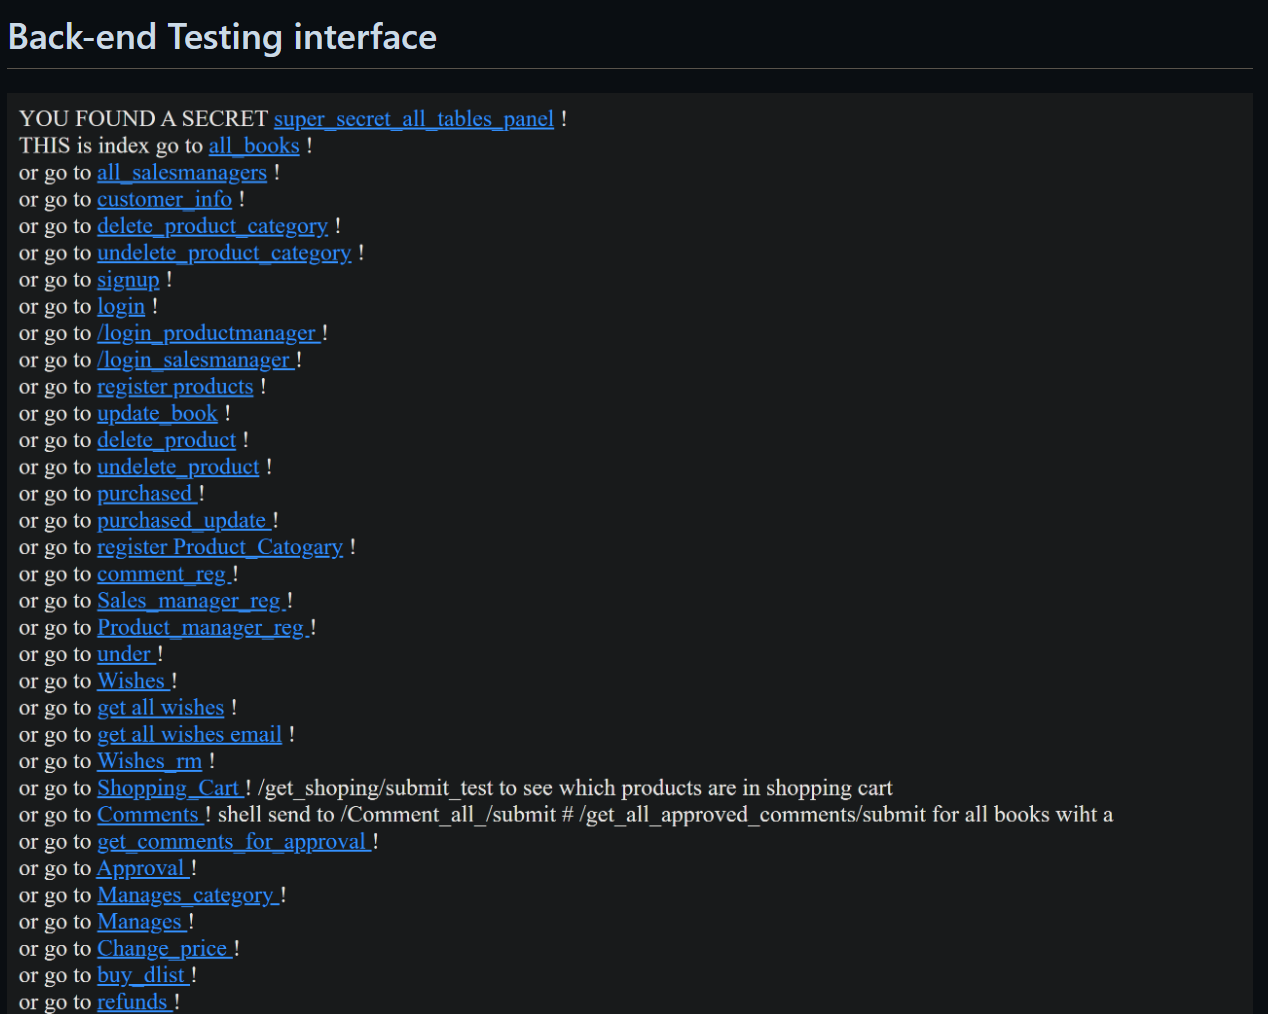 Back-end Testing interface
YOU FOUND A SECRET super_secret_all_tables_panel !
THIS is index go to all_books !
or go to all_salesmanagers !
or go to customer_info !
or go to delete_product_category !
or go to undelete_product_category !
or go to signup !
or go to login !
or go to /login_productmanager !
or go to /login_salesmanager !
or go to register products !
or go to update_book !
or go to delete_product !
or go to undelete_product !
or go to purchased !
or go to purchased_update !
or go to register Product_Catogary !
or go to comment_reg !
or go to Sales_manager_reg !
or go to Product_manager_reg !
or go to under !
or go to Wishes !
or go to get all wishes !
or go to get all wishes email !
or go to Wishes_rm !
or go to Shopping_Cart ! /get_shoping/submit_test to see which products are in shopping cart
or go to Comments ! shell send to /Comment_all_/submit # /get_all_approved_comments/submit for all books wiht a
or go to get_comments_for_approval !
or go to Approval !
or go to Manages_category !
or go to Manages !
or go to Change_price !
or go to buy_dlist !
or go to refunds !